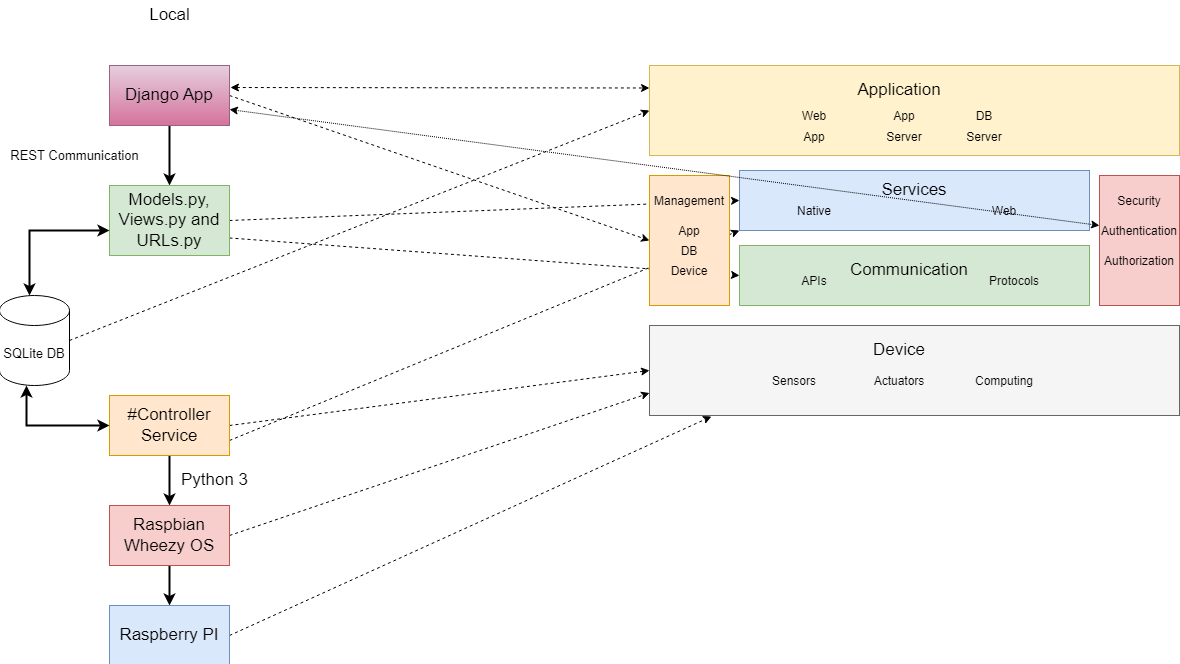 Local
Django App
REST Communication
Models.py,
Views.py and
URLs.py
SQLite DB
#Controller
Service
Python 3
Raspbian
Wheezy OS
Raspberry PI
Application
Web
App
App
Server
DB
Server
Management
App
DB
Device
Services
Native
Web
Communication
APIs
Protocols
Security
Authentication
Authorization
Device
Sensors
Actuators
Computing